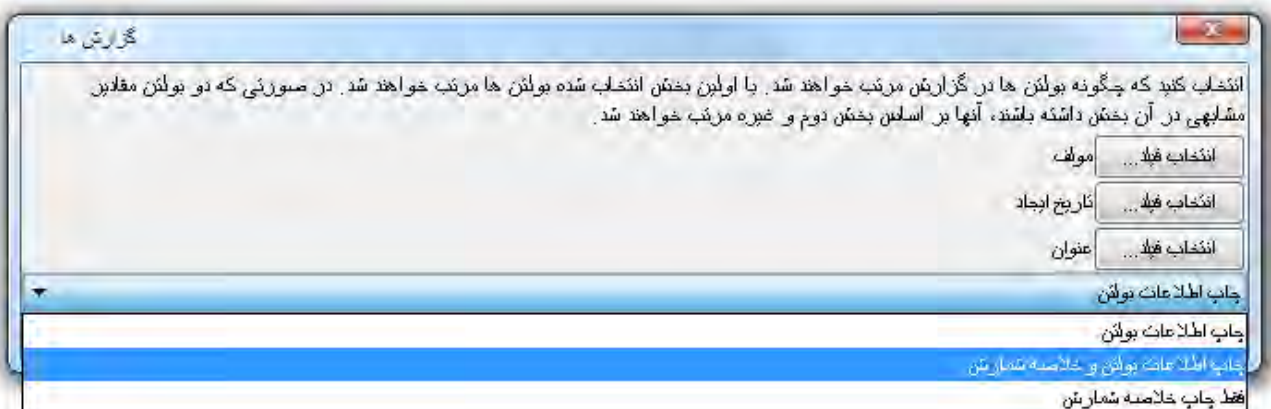 گزارش ها
انتخاب کنید که چگونه بولتن ها در گزارش مرتب خواهند شد. با اولین بخش انتخاب شده بولتن ها مرتب خواهند شد. در صورتی که دو بولتن مقادیر
مشابهی در آن بخش داشته باشند، آنها بر اساس بخش دوم و غیره مرتب خواهند شد.
انتخاب فیلد... مولف
انتخاب فیلد... تاریخ ایجاد
انتخاب فیلد... عنوان
چاپ اطلاعات بولتن
چاپ اطلاعات بولتن
چاپ اطلاعات بولتن و خلاصه شمارش
فقط چاپ خلاصه شمارش